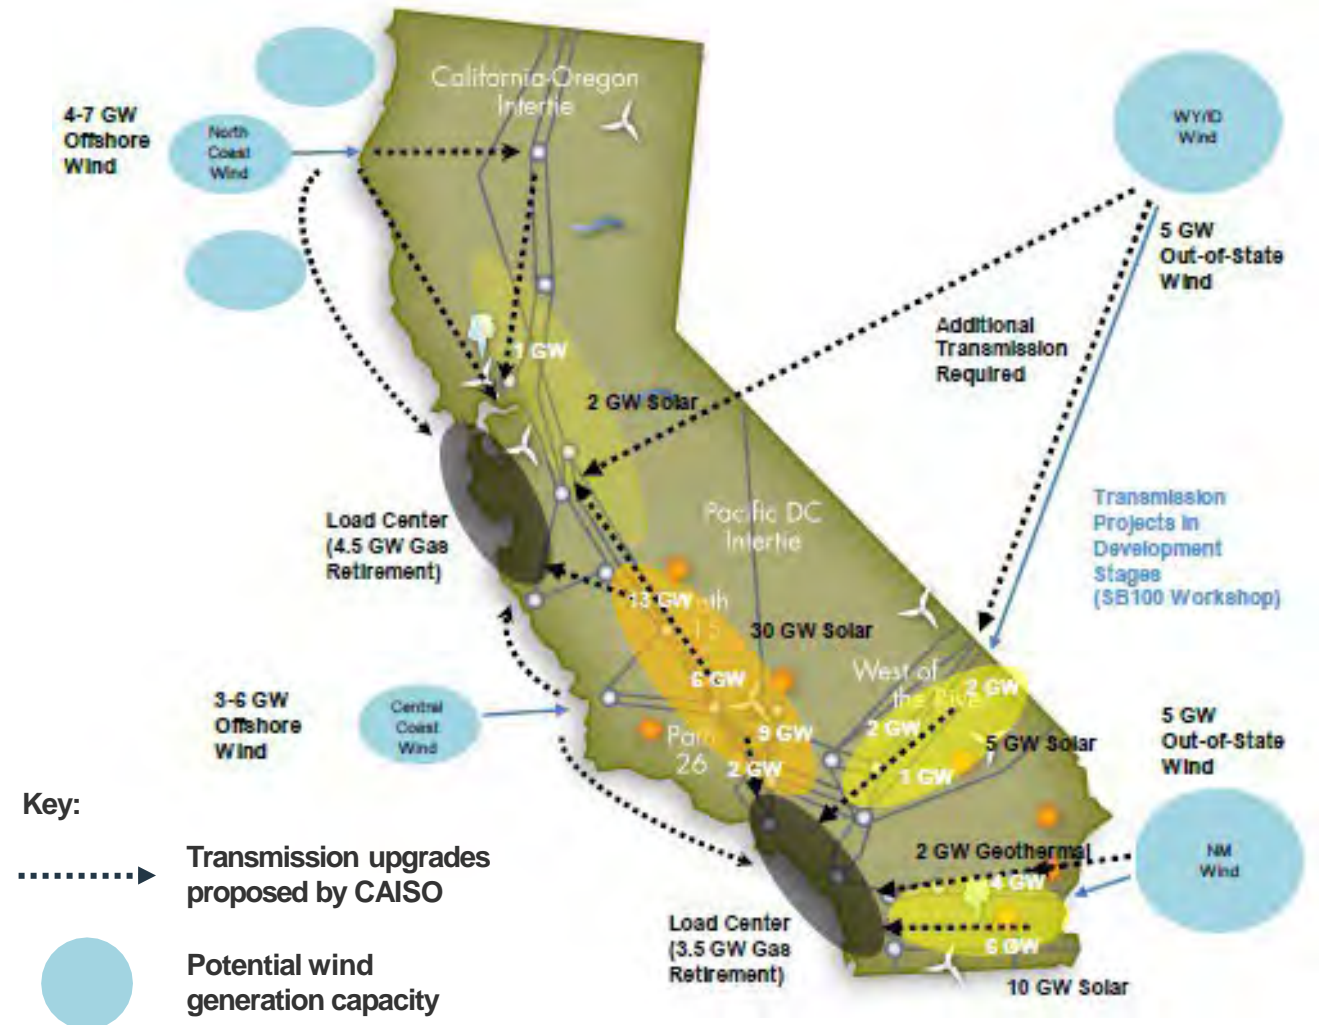 California-Oregon
Intertie
4-7 GW
Offshore
Wind
North
Coast
Wind
WY/ID
Wind
5 GW
Out-of-State
Wind
Additional
Transmission
Required
1 GW
2 GW Solar
Load Center
(4.5 GW Gas
Retirement)
Pacific DC
Intertie
Transmission
Projects in
Development
Stages
(SB100 Workshop)
13 GW
30 GW Solar
6 GW
West of
the
2 GW
3-6 GW
Offshore
Wind
Central
Coast
Wind
26
9 GW
2 GW
2 GW
5 GW Solar
1 GW
5 GW
Out-of-State
Wind
Key:
Transmission upgrades
proposed by CAISO
2 GW Geothermal
4 GW
NM
Wind
Load Center
(3.5 GW Gas
Retirement)
6 GW
10 GW Solar
Potential wind
generation capacity